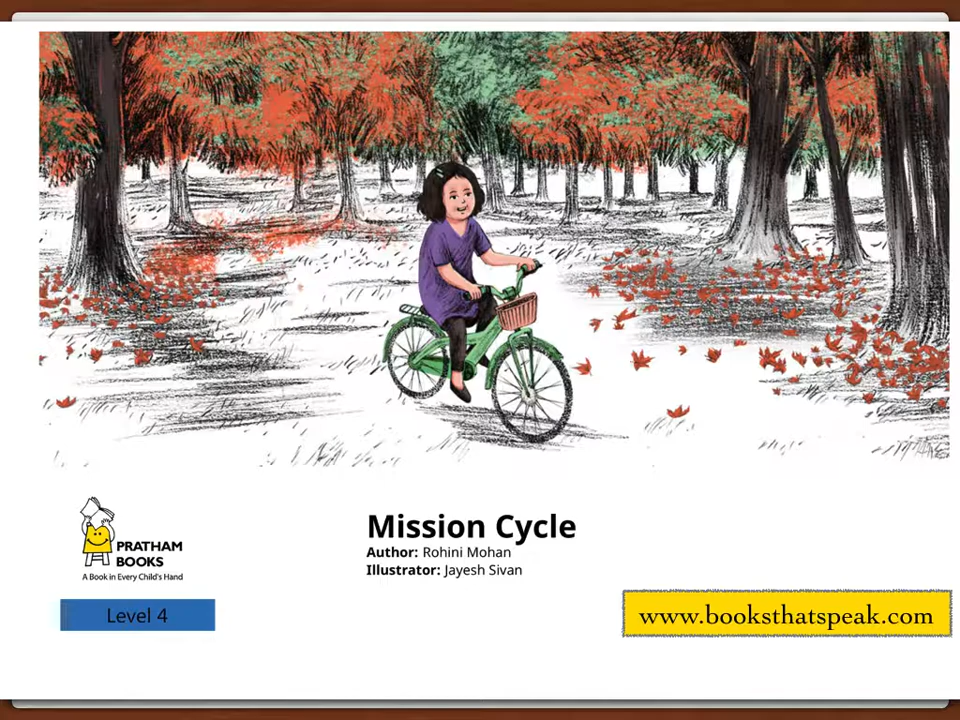 Mission Cycle
Author: Rohini Mohan
Illustrator: Jayesh Sivan
PRATHAM
BOOKS
A Book in Every Child's Hand
Level 4
www.booksthatspeak.com